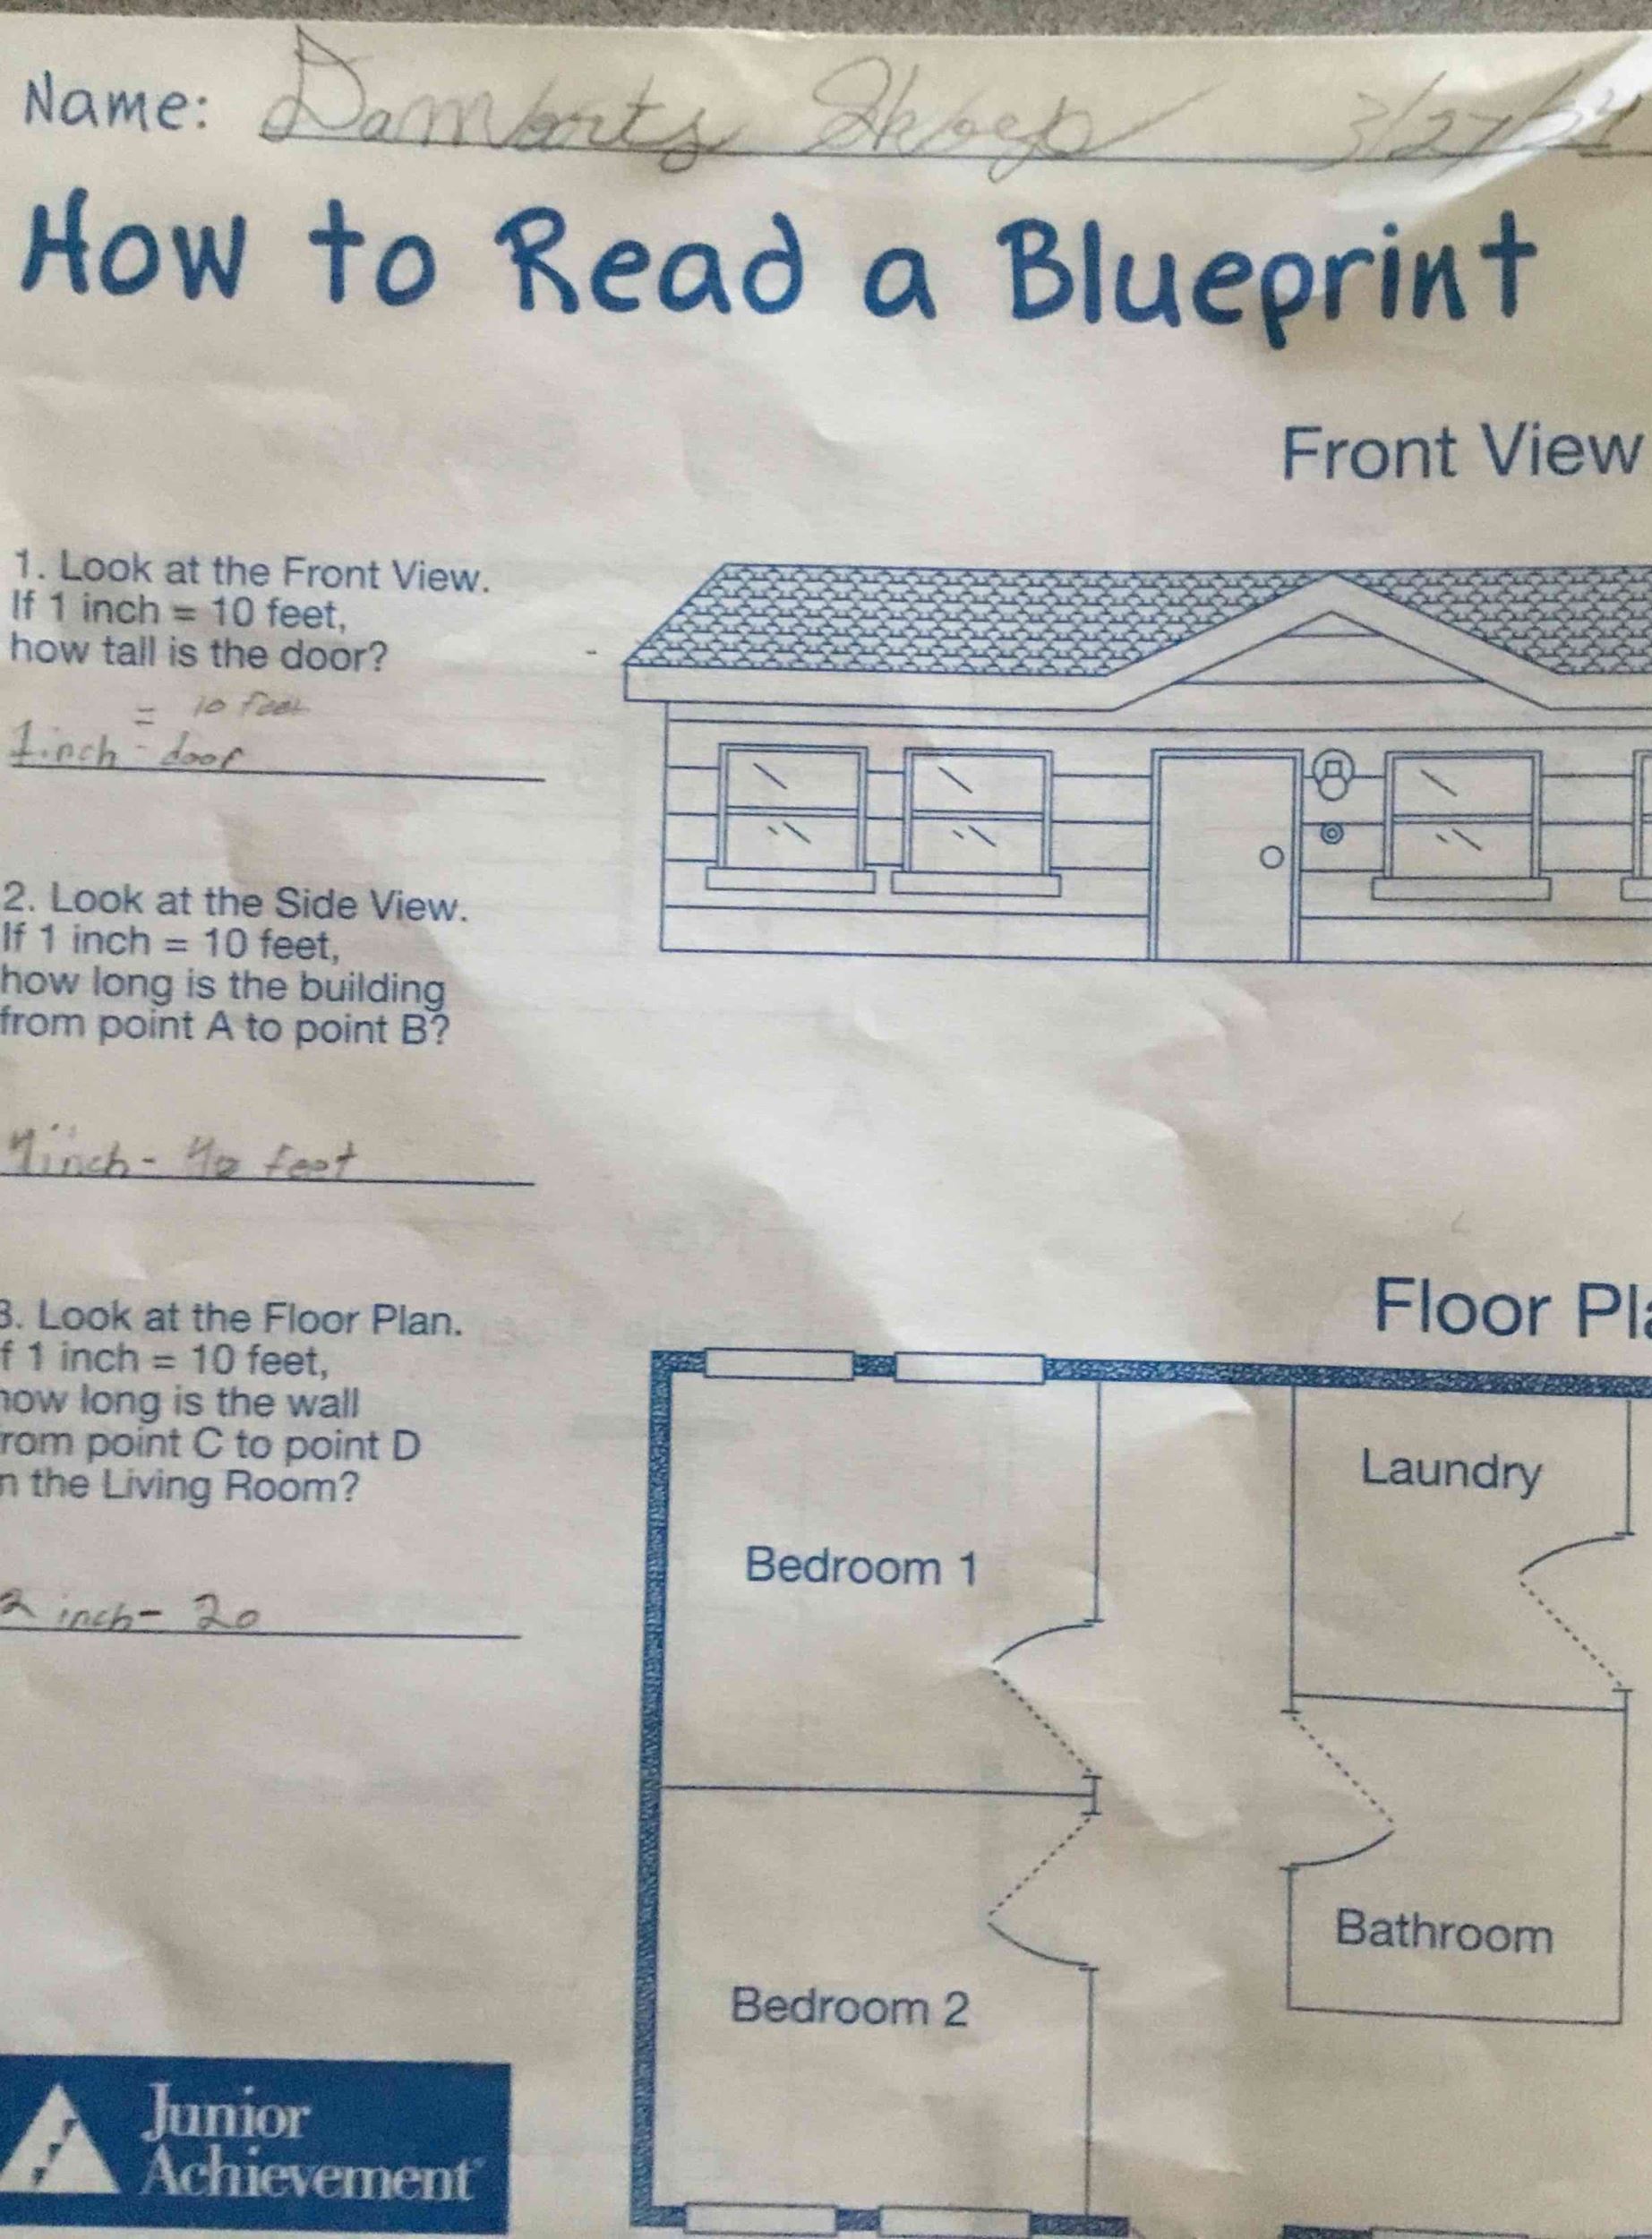 Name: 3/27/
How to Read a Blueprint
Front View
1. Look at the Front View.
If 1 inch = 10 feet,
how tall is the door?
= 10 feet
1 inch - door
2. Look at the Side View.
If 1 inch = 10 feet,
how long is the building
from point A to point B?
4 inch - 40 feet
3. Look at the Floor Plan.
f 1 inch = 10 feet,
how long is the wall
rom point C to point D
n the Living Room?
2 inch - 20
Floor Pla
Laundry
Bedroom 1
Bathroom
Bedroom 2
Junior
Achievement